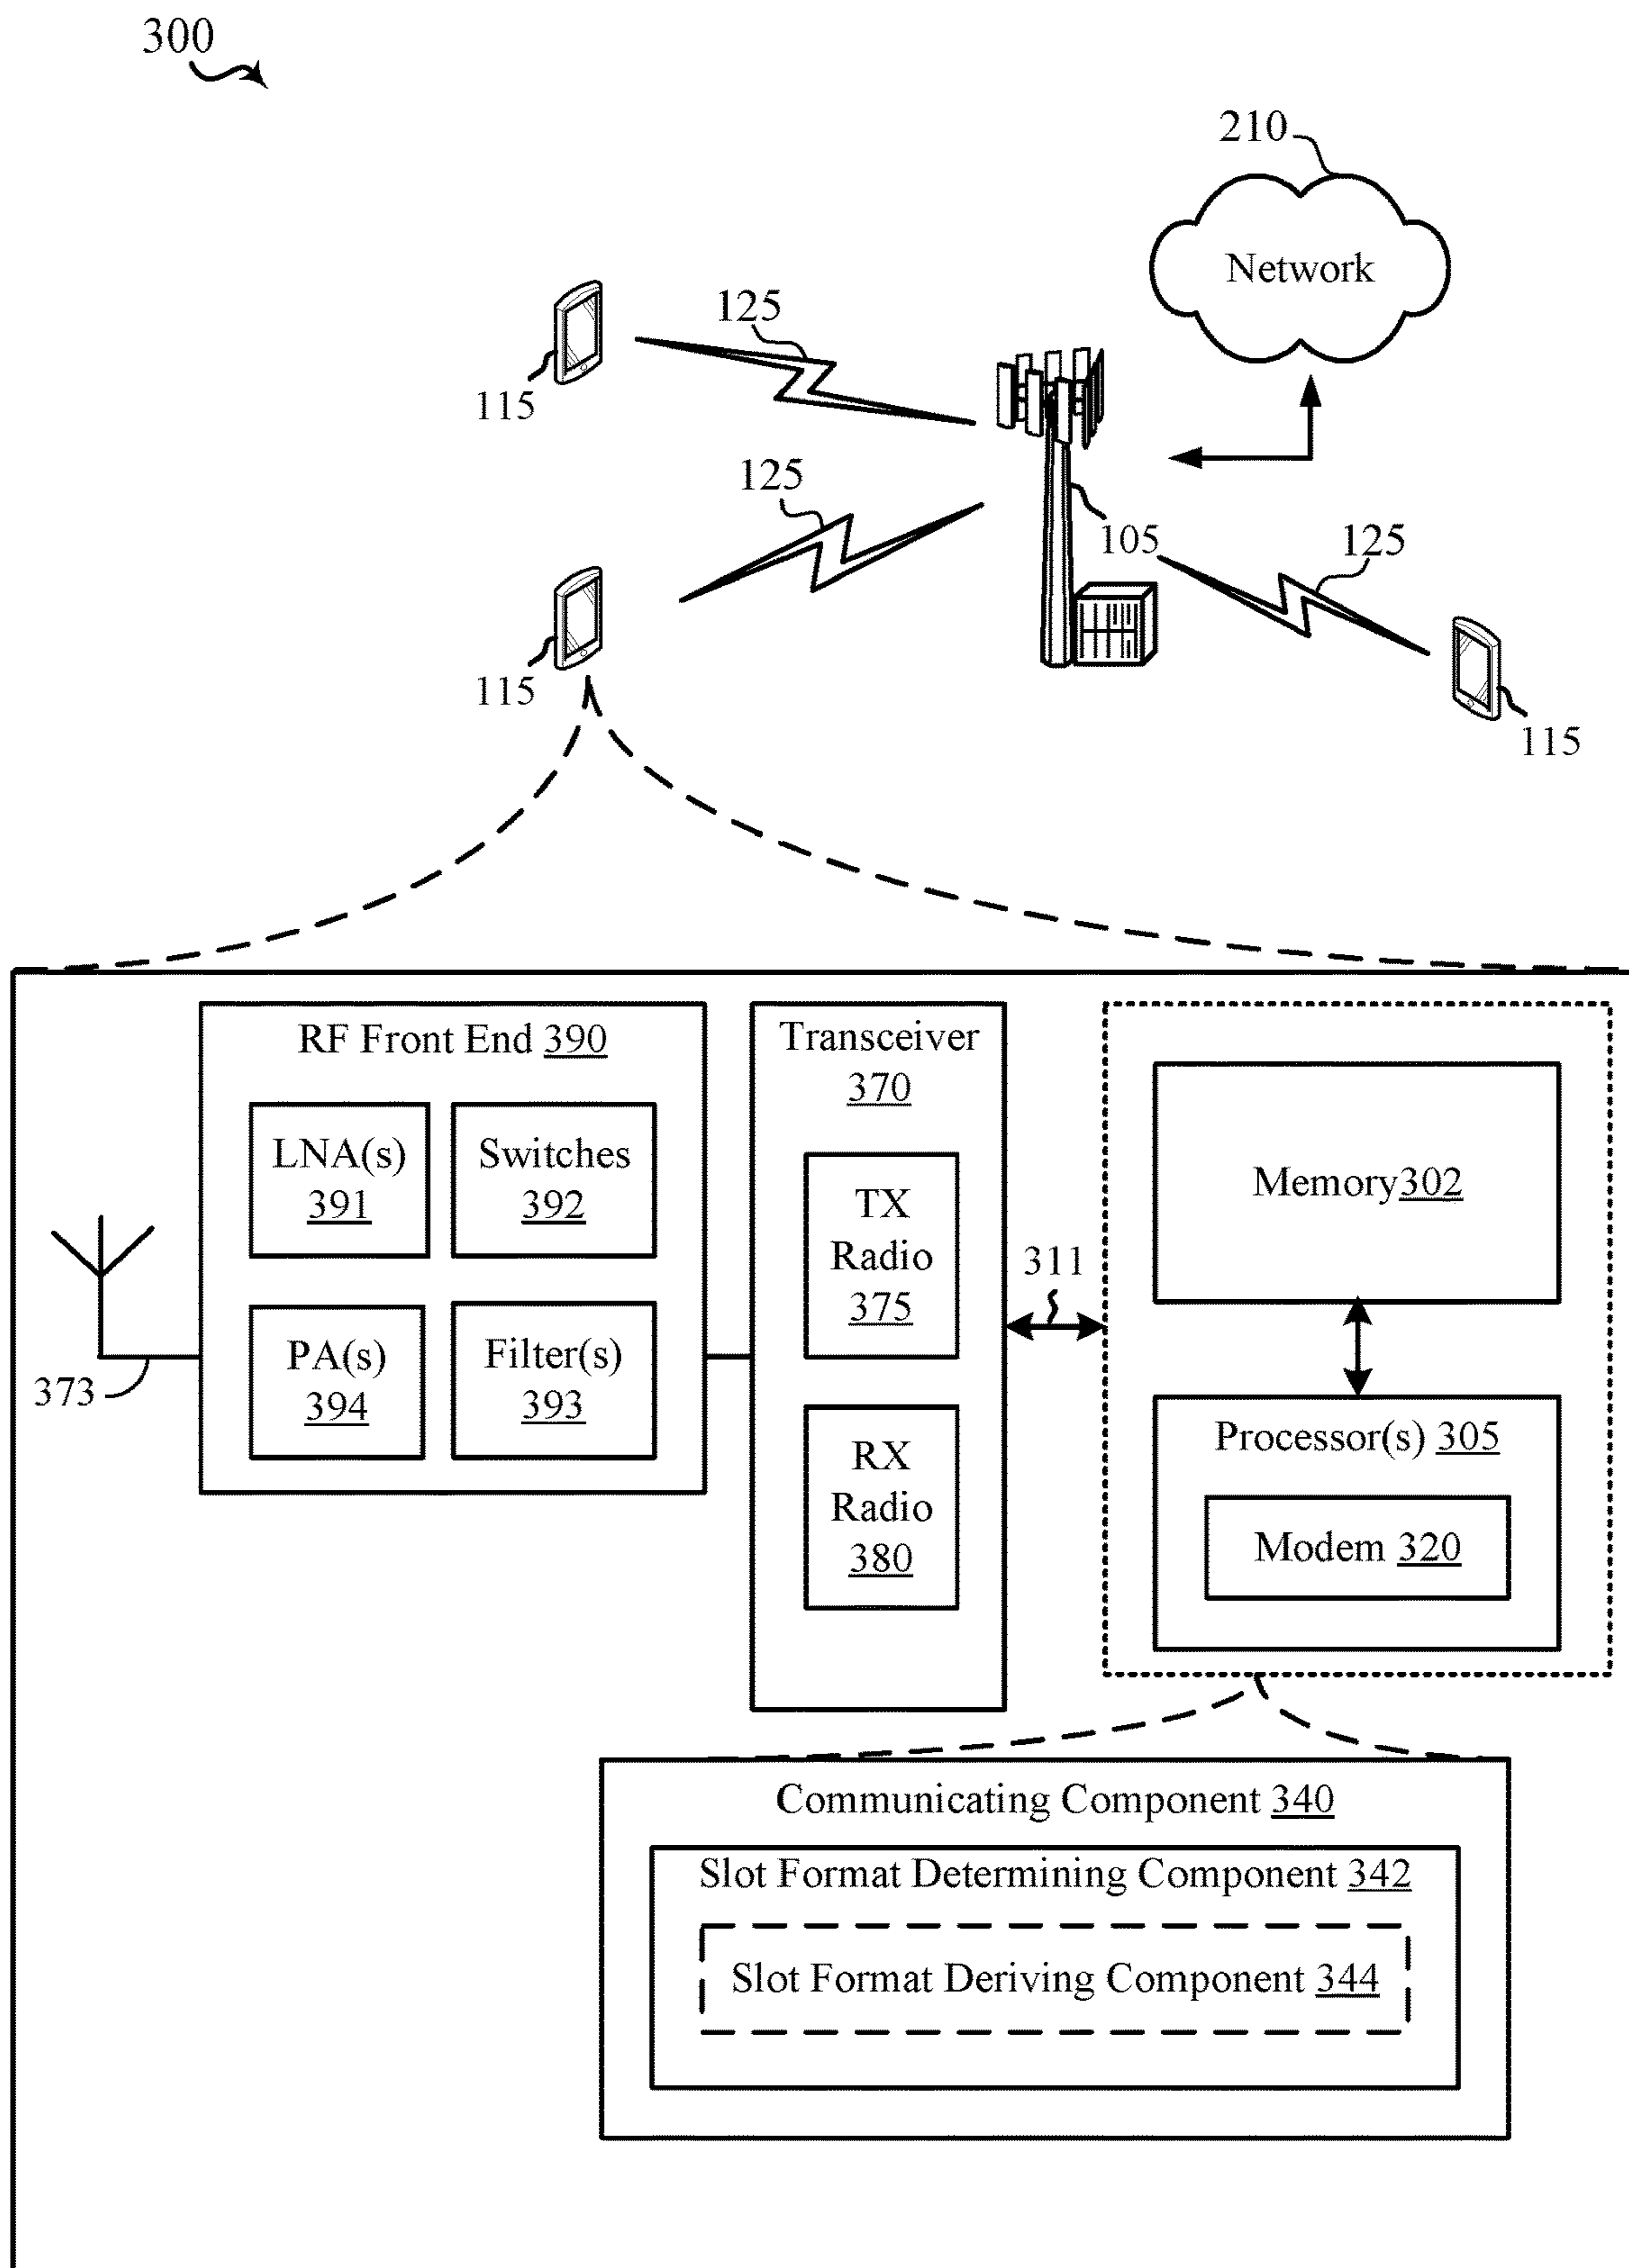 300
210
Network
125
115
125
105
125
115
115
RF Front End 390
LNA(s)
391
Switches
392
PA(s)
394
Filter(s)
393
373
Transceiver
370
TX
Radio
375
RX
Radio
380
311
Memory302
Processor(s) 305
Modem 320
Communicating Component 340
Slot Format Determining Component 342
Slot Format Deriving Component 344